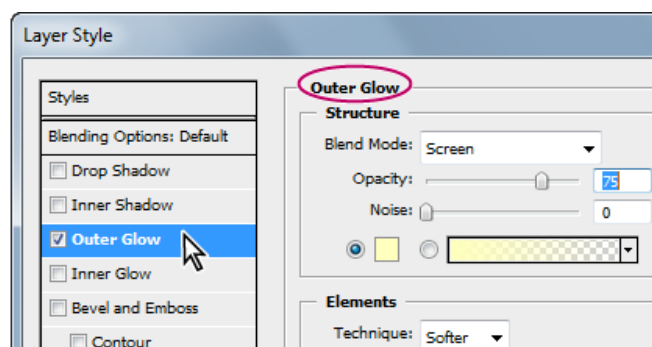 Layer Style
Styles
Blending Options: Default
Drop Shadow
Inner Shadow
Outer Glow
Inner Glow
Bevel and Emboss
Contour
Outer Glow
Structure
Blend Mode: Screen
Opacity: 75
Noise: 0
Elements
Technique: Softer